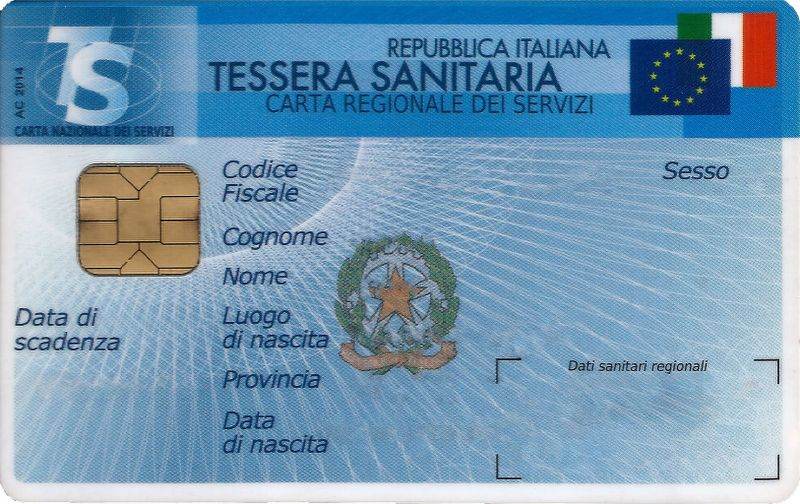 TS
CARTA NAZIONALE DEI SERVIZI
AC 2014
REPUBBLICA ITALIANA
TESSERA SANITARIA
CARTA REGIONALE DEI SERVIZI
Codice
Fiscale
Sesso
Cognome
Nome
Luogo
di nascita
Data di
scadenza
Provincia
Data
di nascita
Dati sanitari regionali